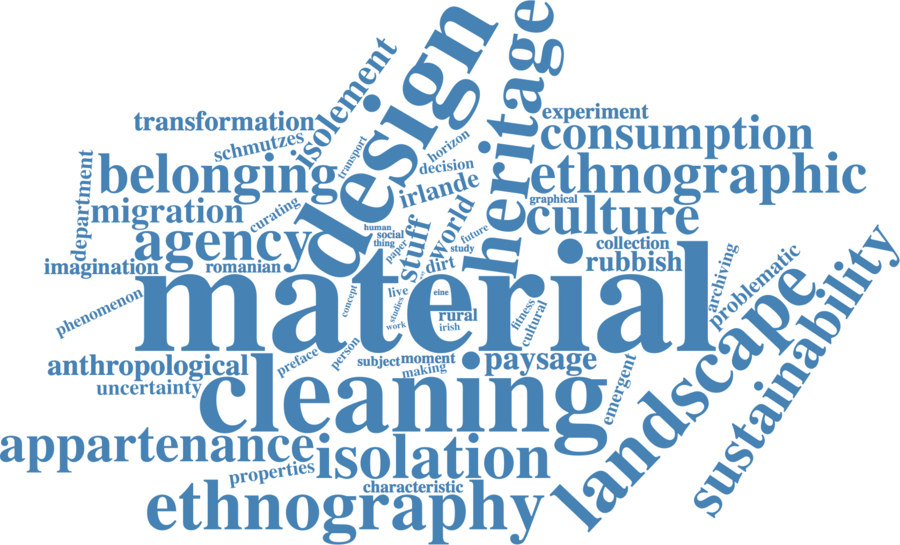 design
heritage
isolement
experiment
transformation
consumption
schmutzes
transport
horizon
decision
belonging
irlande
ethnographic
department
graphical
migration
curating
world
culture
human
future
agency
social
stuff
study
collection
thing
paper
imagination
romanian
dirt
rubbish
material
archiving
problematic
concept
live
eine
phenomenon
studies
rural
fitness
cultural
work
irish
landscape
sustainability
anthropological
preface
person
subject
moment
making
paysage
emergent
uncertainty
cleaning
appartenance
isolation
properties
characteristic
ethnography